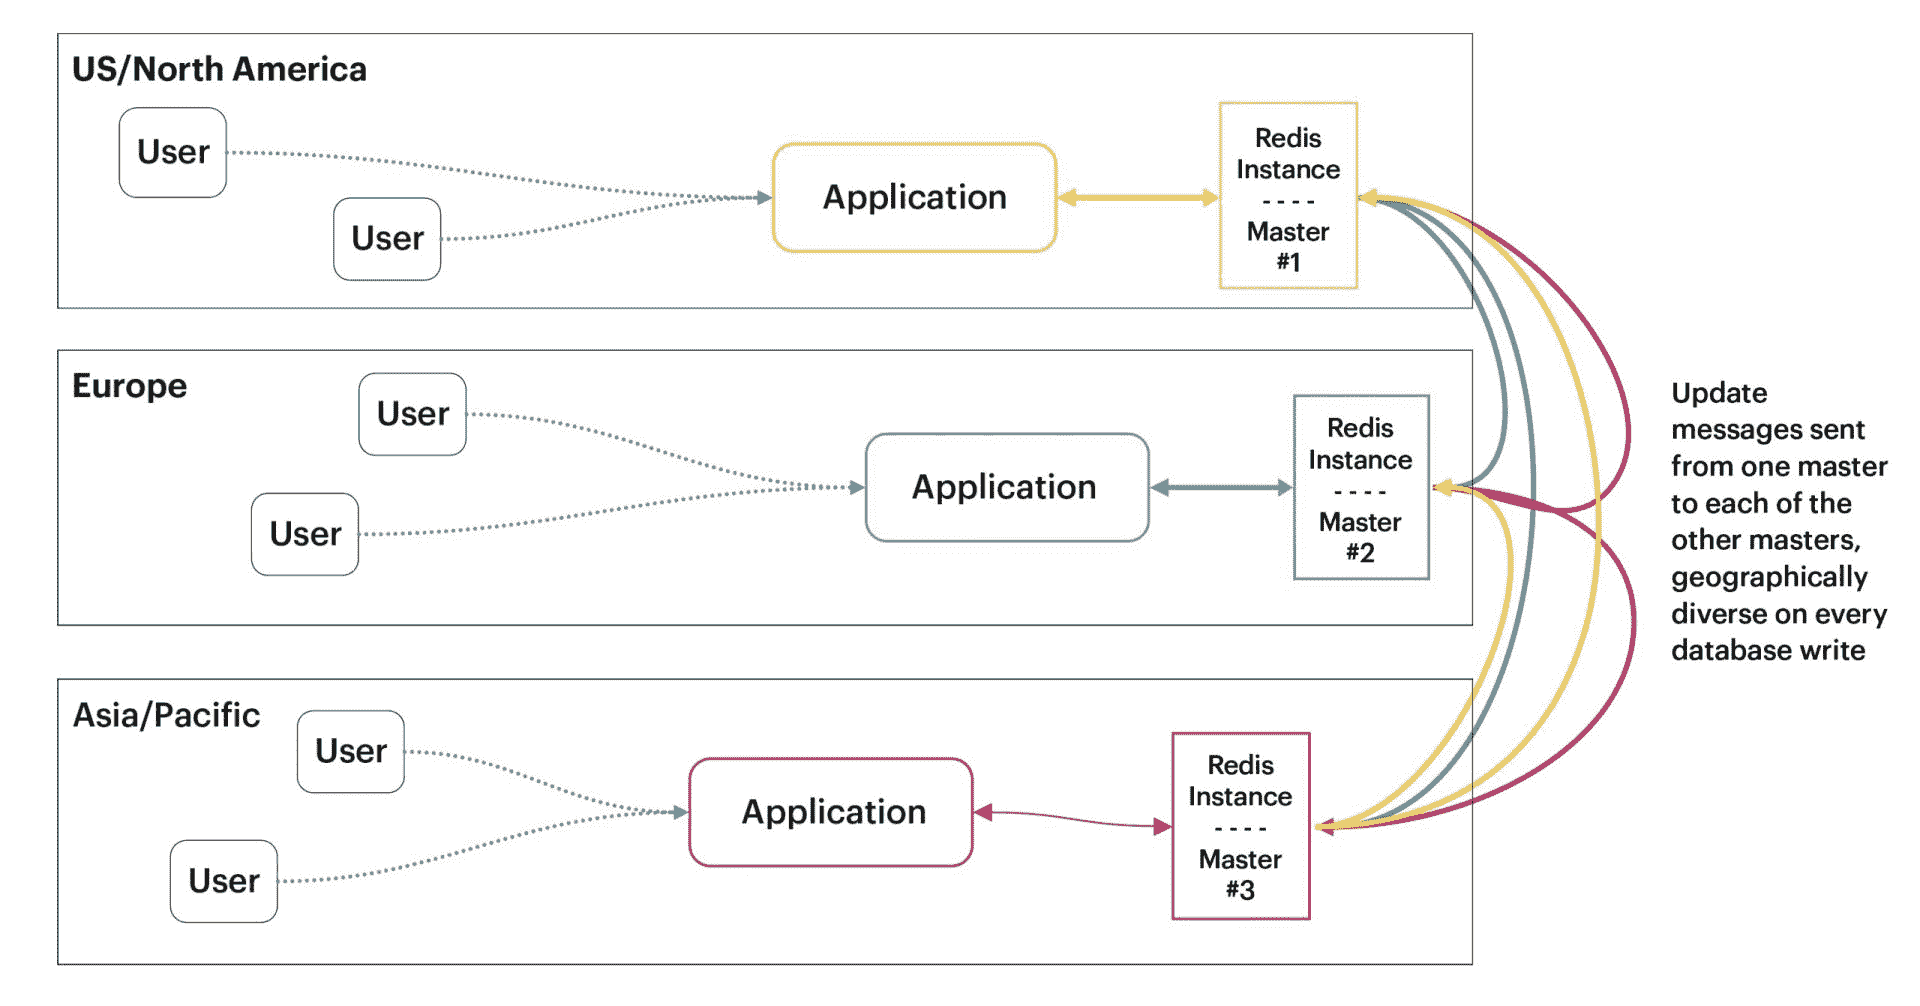 US/North America
User
User
Application
Redis
Instance
- - - -
Master
#1
Europe
User
User
Application
Redis
Instance
- - - -
Master
#2
Asia/Pacific
User
User
Application
Redis
Instance
- - - -
Master
#3
Update
messages sent
from one master
to each of the
other masters,
geographically
diverse on every
database write